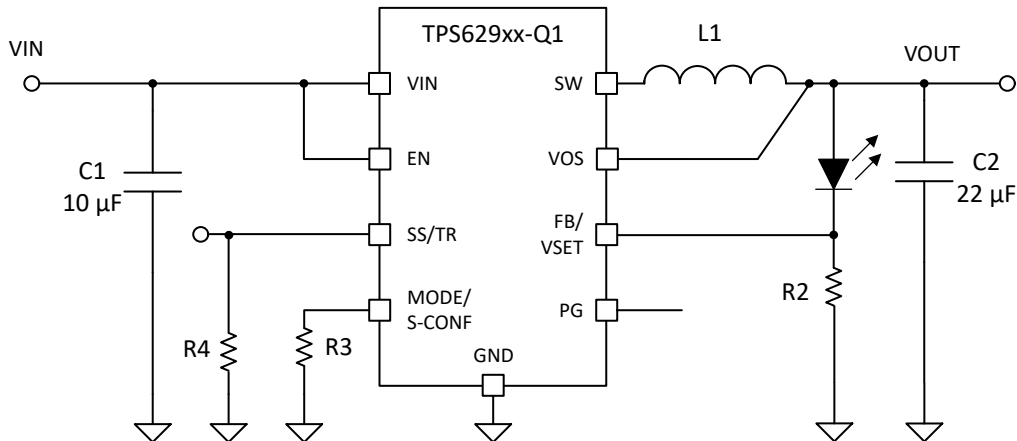 TPS629xx-Q1
VIN
L1
VOUT
VIN
SW
EN
VOS
C1
10 µF
C2
22 µF
SS/TR
FB/
VSET
R2
MODE/
S-CONF
PG
R4
R3
GND